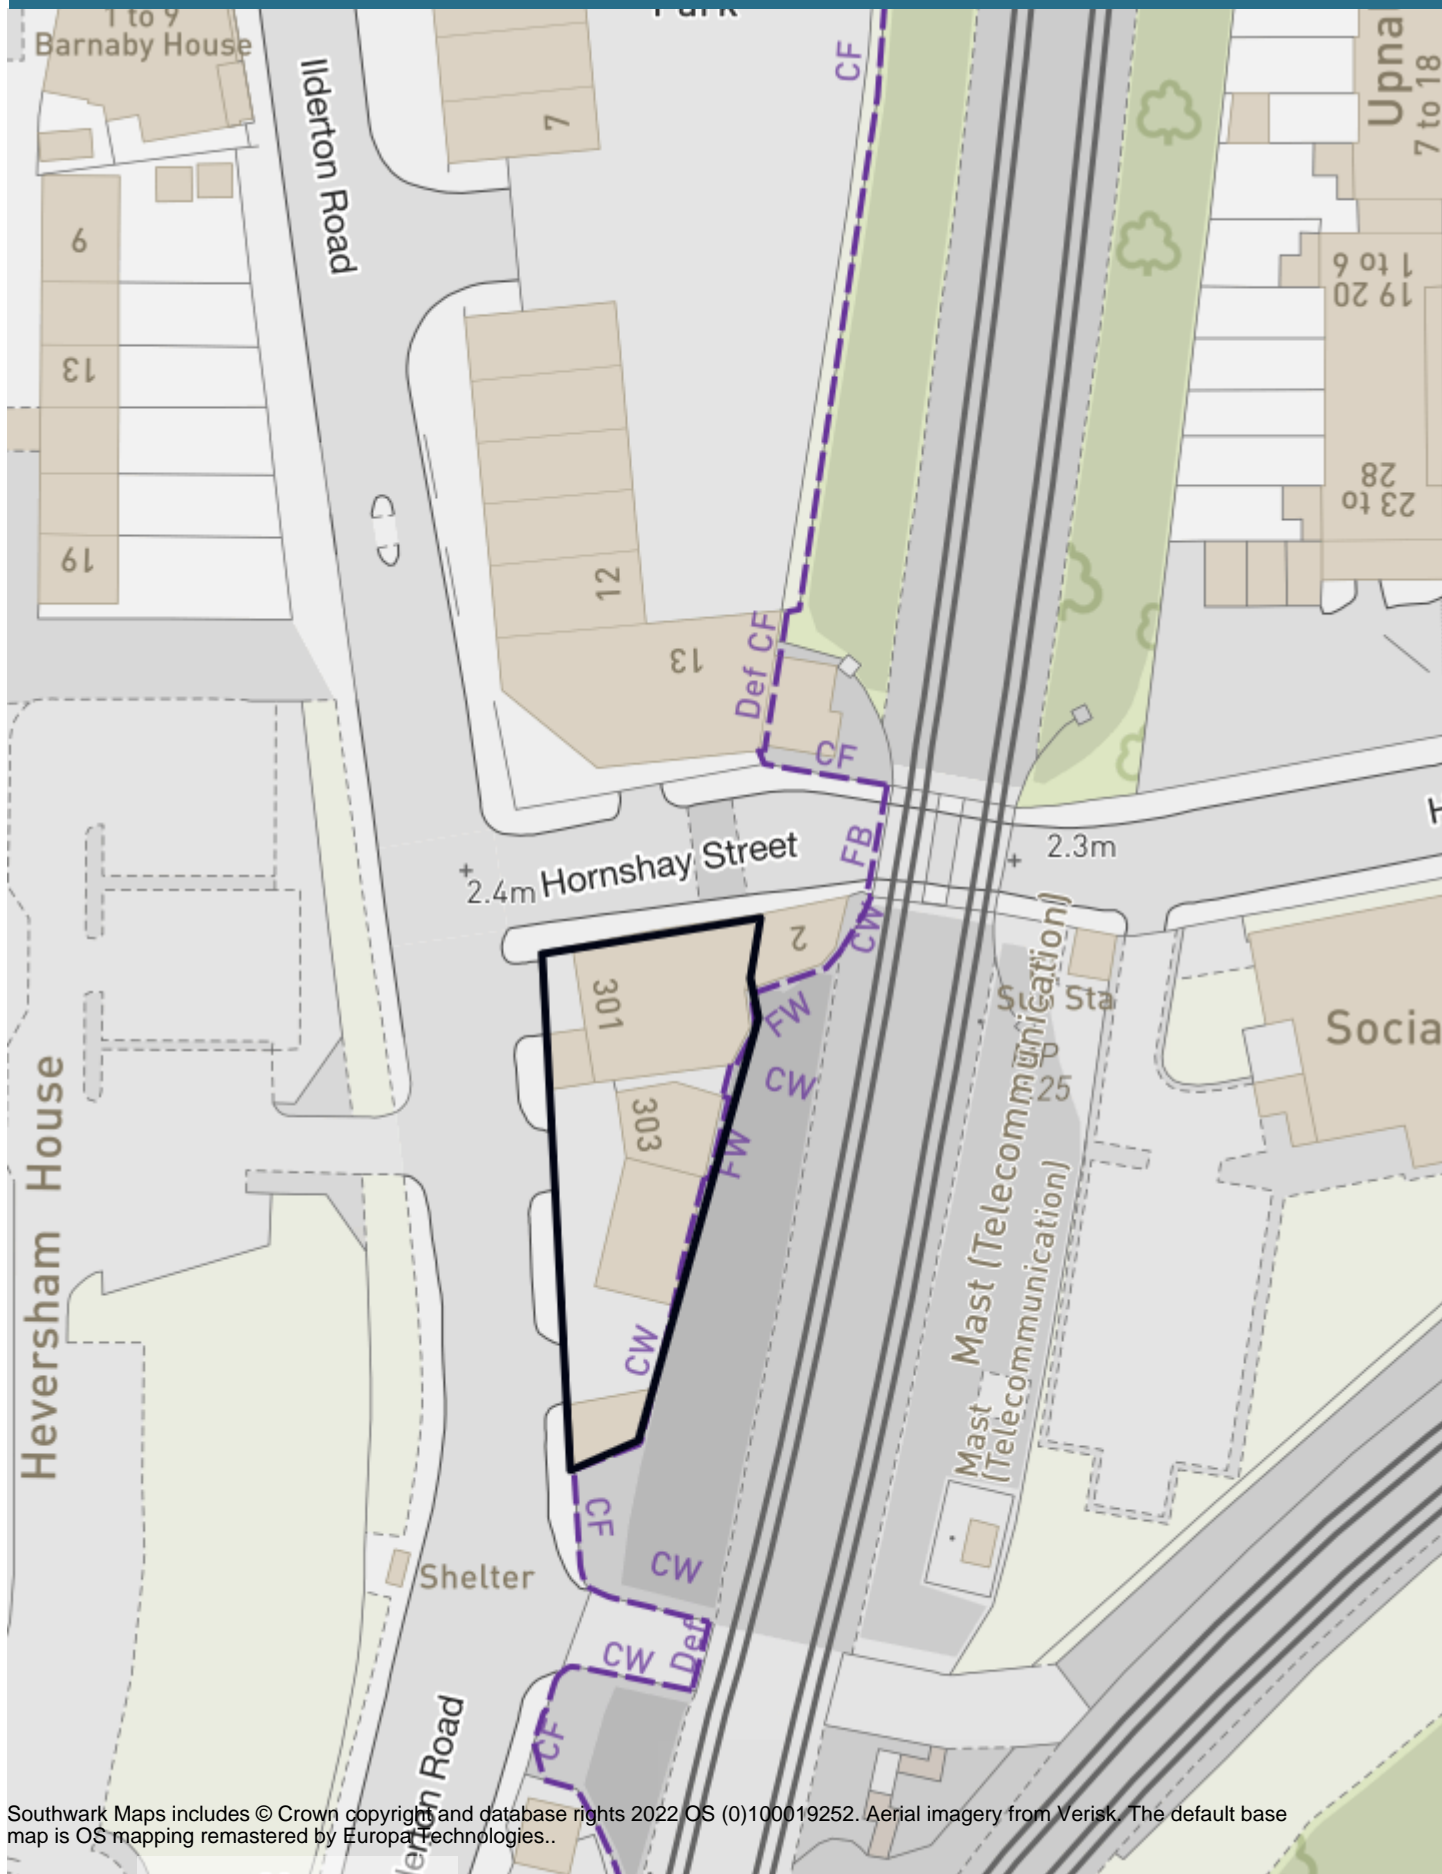 Park
1 to 9
Barnaby House
CF
Upna
7 to 18
Ilderton Road
7
9
1 to 6
19 20 19
13
28
23 to
19
12
13
Def CF
CF
FB
2.3m
H
Hornshay Street
2.4m
2
CW
301
FW
CW
Sta
P
25
Socia
303
FW
Mast (Telecommunication)
Heversham House
CW
Mast
(Telecommunication)
CF
CW
Shelter
CW
Def
CF
derton Road
Southwark Maps includes © Crown copyright and database rights 2022 OS (0)100019252. Aerial imagery from Verisk. The default base
map is OS mapping remastered by Europa Technologies..